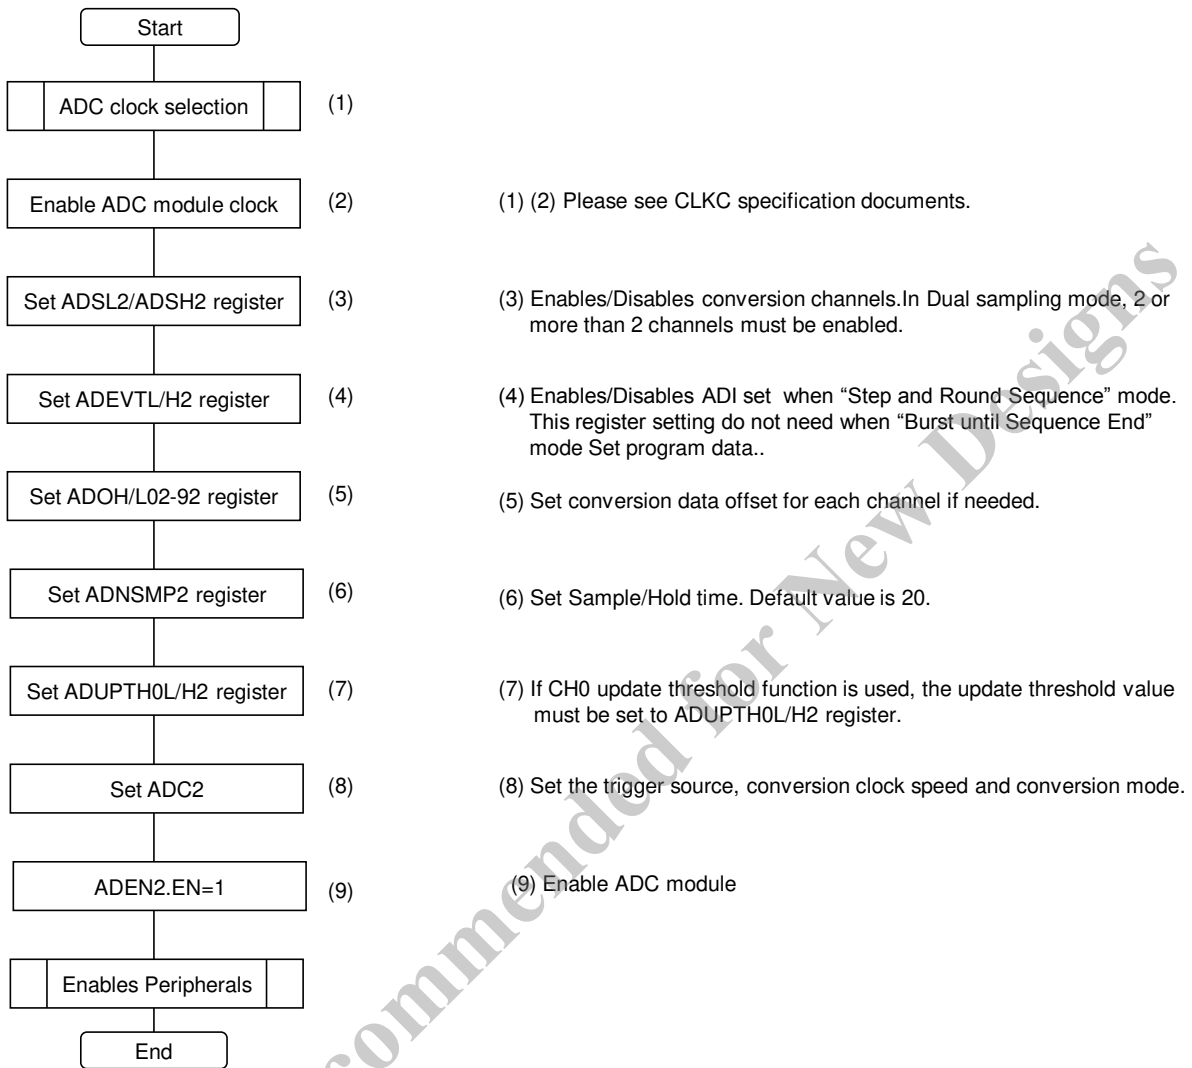 Start
ADC clock selection (1)
Enable ADC module clock (2)
(1) (2) Please see CLKC specification documents.
Set ADSL2/ADSH2 register (3)
(3) Enables/Disables conversion channels.In Dual sampling mode, 2 or
more than 2 channels must be enabled.
Set ADEVTL/H2 register (4)
(4) Enables/Disables ADI set when “Step and Round Sequence” mode.
This register setting do not need when “Burst until Sequence End”
mode Set program data..
Set ADOH/L02-92 register (5)
(5) Set conversion data offset for each channel if needed.
Set ADNSMP2 register (6)
(6) Set Sample/Hold time. Default value is 20.
Set ADUPTH0L/H2 register (7)
(7) If CH0 update threshold function is used, the update threshold value
must be set to ADUPTH0L/H2 register.
Set ADC2 (8)
(8) Set the trigger source, conversion clock speed and conversion mode.
ADEN2.EN=1 (9)
(9) Enable ADC module
Enables Peripherals
End
commended for New Designs